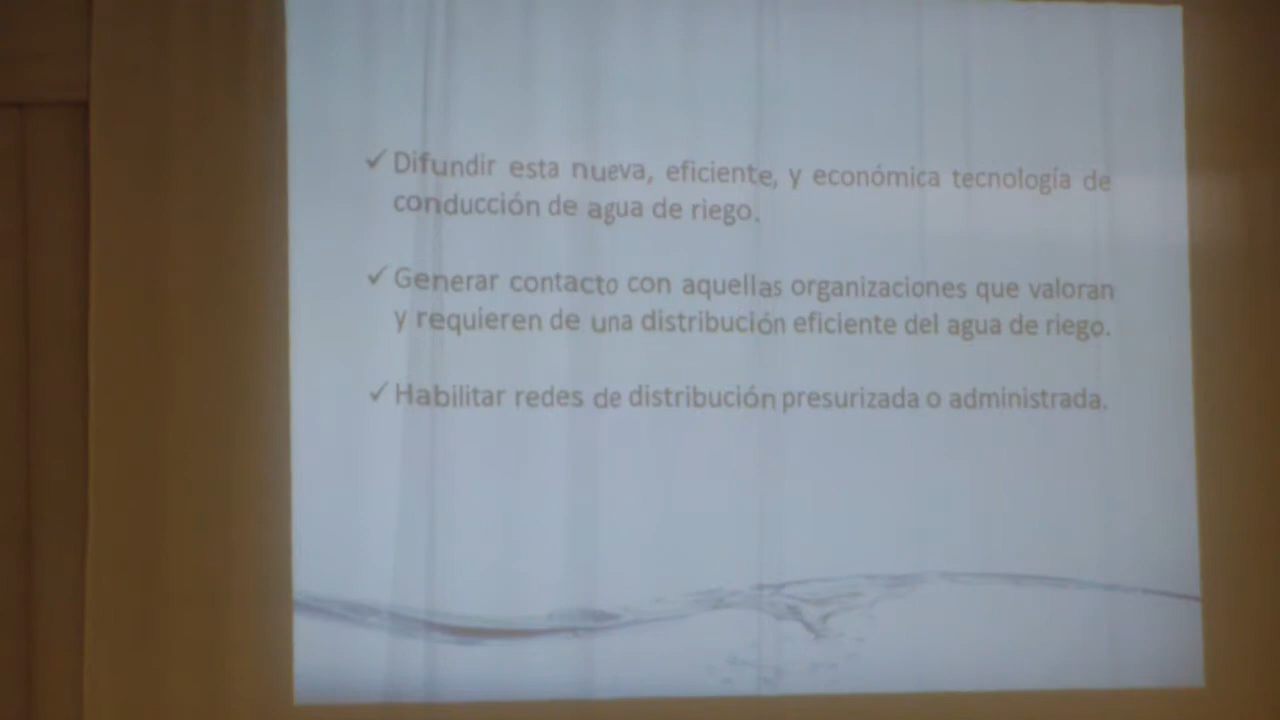 ✓ Difundir esta nueva, eficiente, y económica tecnología de
conducción de agua de riego.
✓ Generar contacto con aquellas organizaciones que valoran
y requieren de una distribución eficiente del agua de riego.
✓ Habilitar redes de distribución presurizada o administrada.